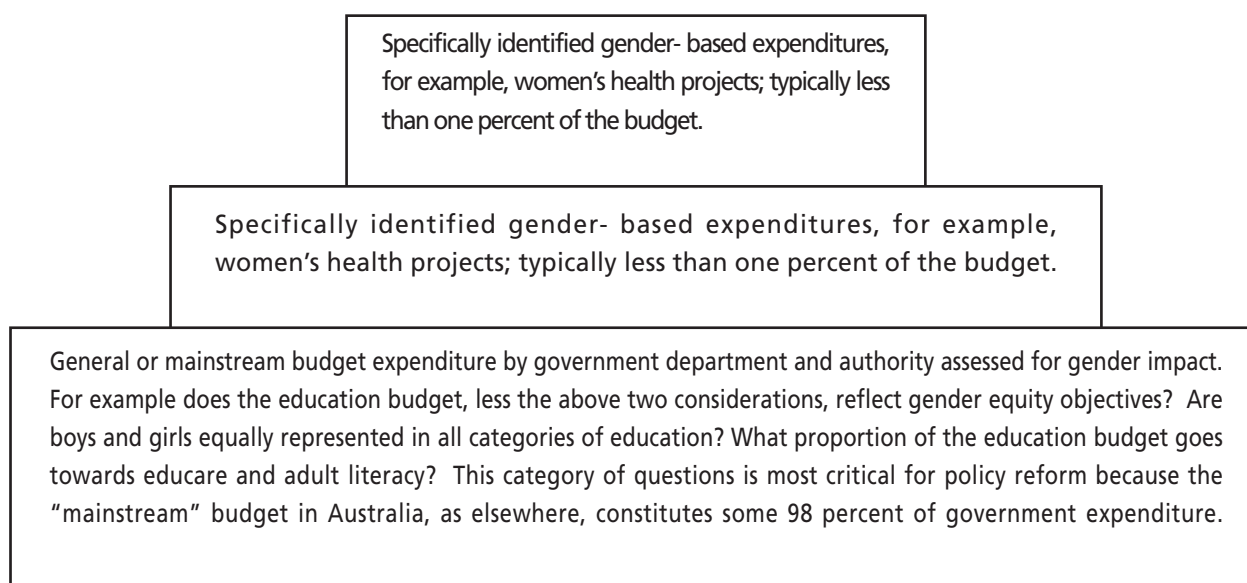 Specifically identified gender- based expenditures,
for example, women’s health projects; typically less
than one percent of the budget.
Specifically identified gender- based expenditures, for example,
women’s health projects; typically less than one percent of the budget.
General or mainstream budget expenditure by government department and authority assessed for gender impact.
For example does the education budget, less the above two considerations, reflect gender equity objectives? Are
boys and girls equally represented in all categories of education? What proportion of the education budget goes
towards educare and adult literacy? This category of questions is most critical for policy reform because the
“mainstream” budget in Australia, as elsewhere, constitutes some 98 percent of government expenditure.